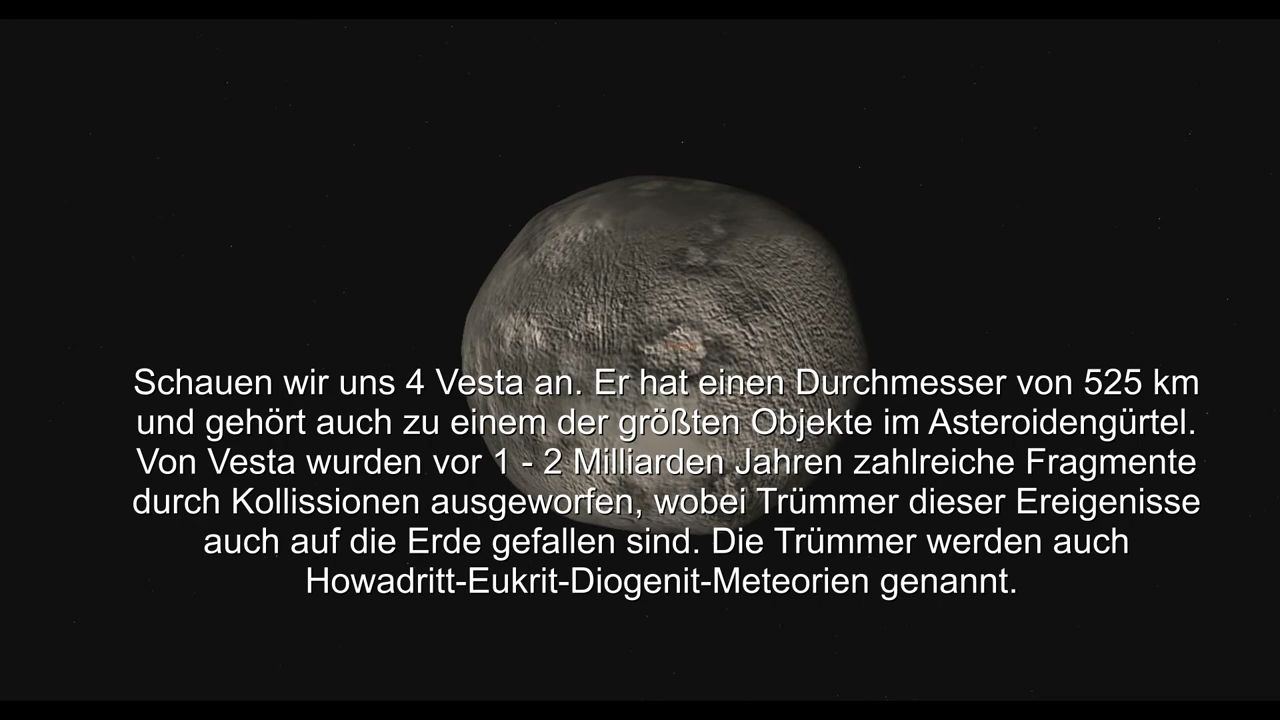 Schauen wir uns 4 Vesta an. Er hat einen Durchmesser von 525 km
und gehört auch zu einem der größten Objekte im Asteroidengürtel.
Von Vesta wurden vor 1 - 2 Milliarden Jahren zahlreiche Fragmente
durch Kollissionen ausgeworfen, wobei Trümmer dieser Ereigenisse
auch auf die Erde gefallen sind. Die Trümmer werden auch
Howadritt-Eukrit-Diogenit-Meteorien genannt.